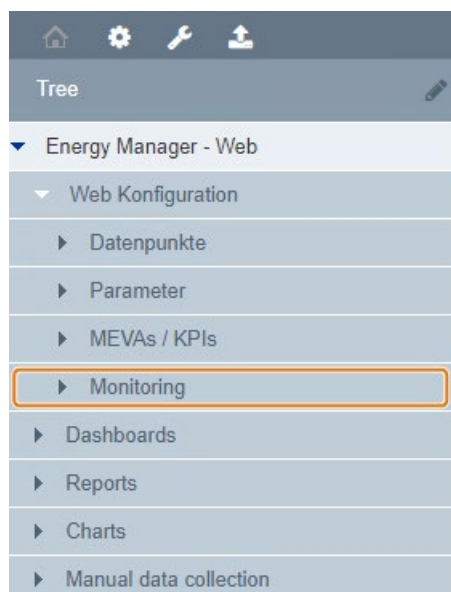 Tree
Energy Manager - Web
Web Konfiguration
Datenpunkte
Parameter
MEVAs / KPIs
Monitoring
Dashboards
Reports
Charts
Manual data collection